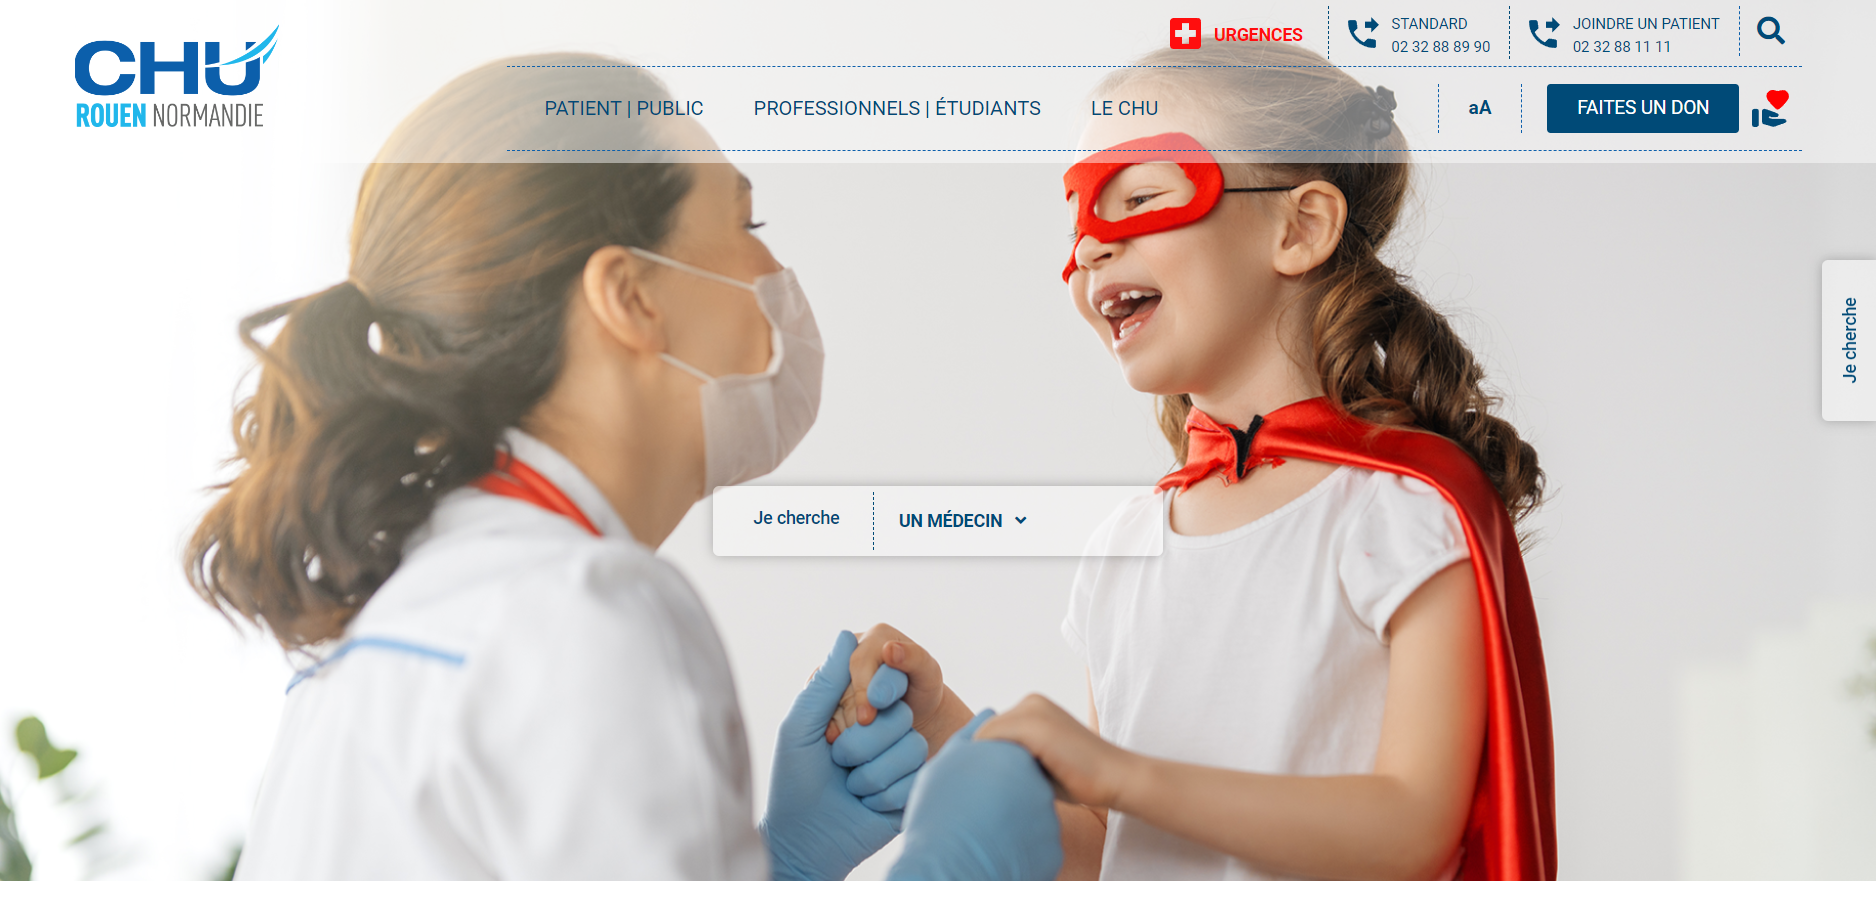 CHU
ROUEN NORMANDIE
URGENCES
STANDARD
02 32 88 89 90
JOINDRE UN PATIENT
02 32 88 11 11
PATIENT | PUBLIC
PROFESSIONNELS | ÉTUDIANTS
LE CHU
aA
FAITES UN DON
Je cherche
Je cherche
UN MÉDECIN